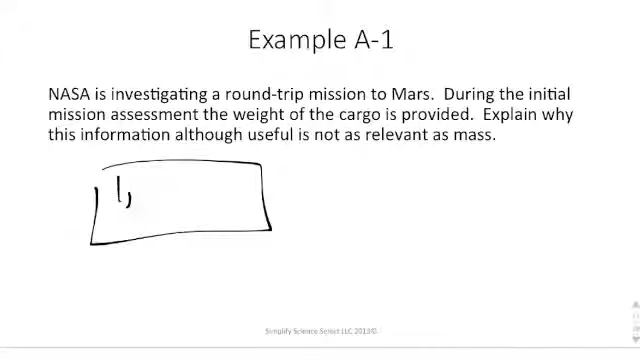 Example A-1
NASA is investigating a round-trip mission to Mars. During the initial
mission assessment the weight of the cargo is provided. Explain why
this information although useful is not as relevant as mass.
1,
Simplify Science Select LLC 2013©